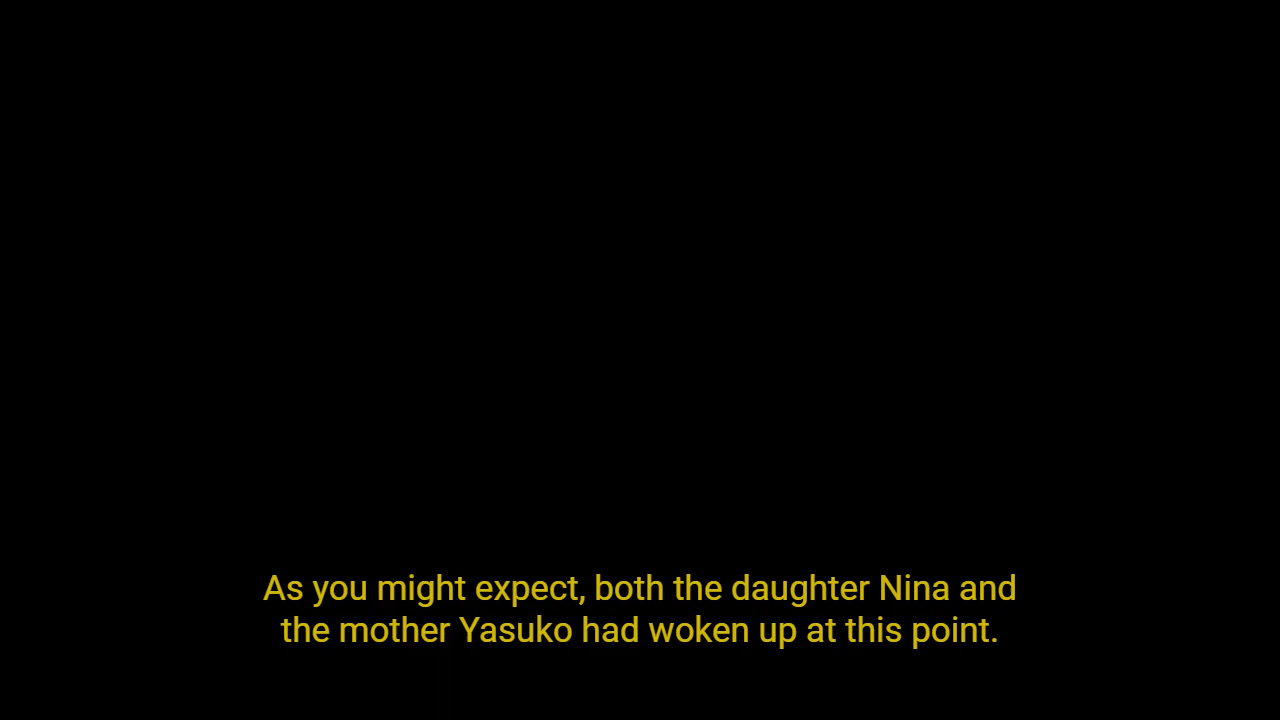 As you might expect, both the daughter Nina and
the mother Yasuko had woken up at this point.